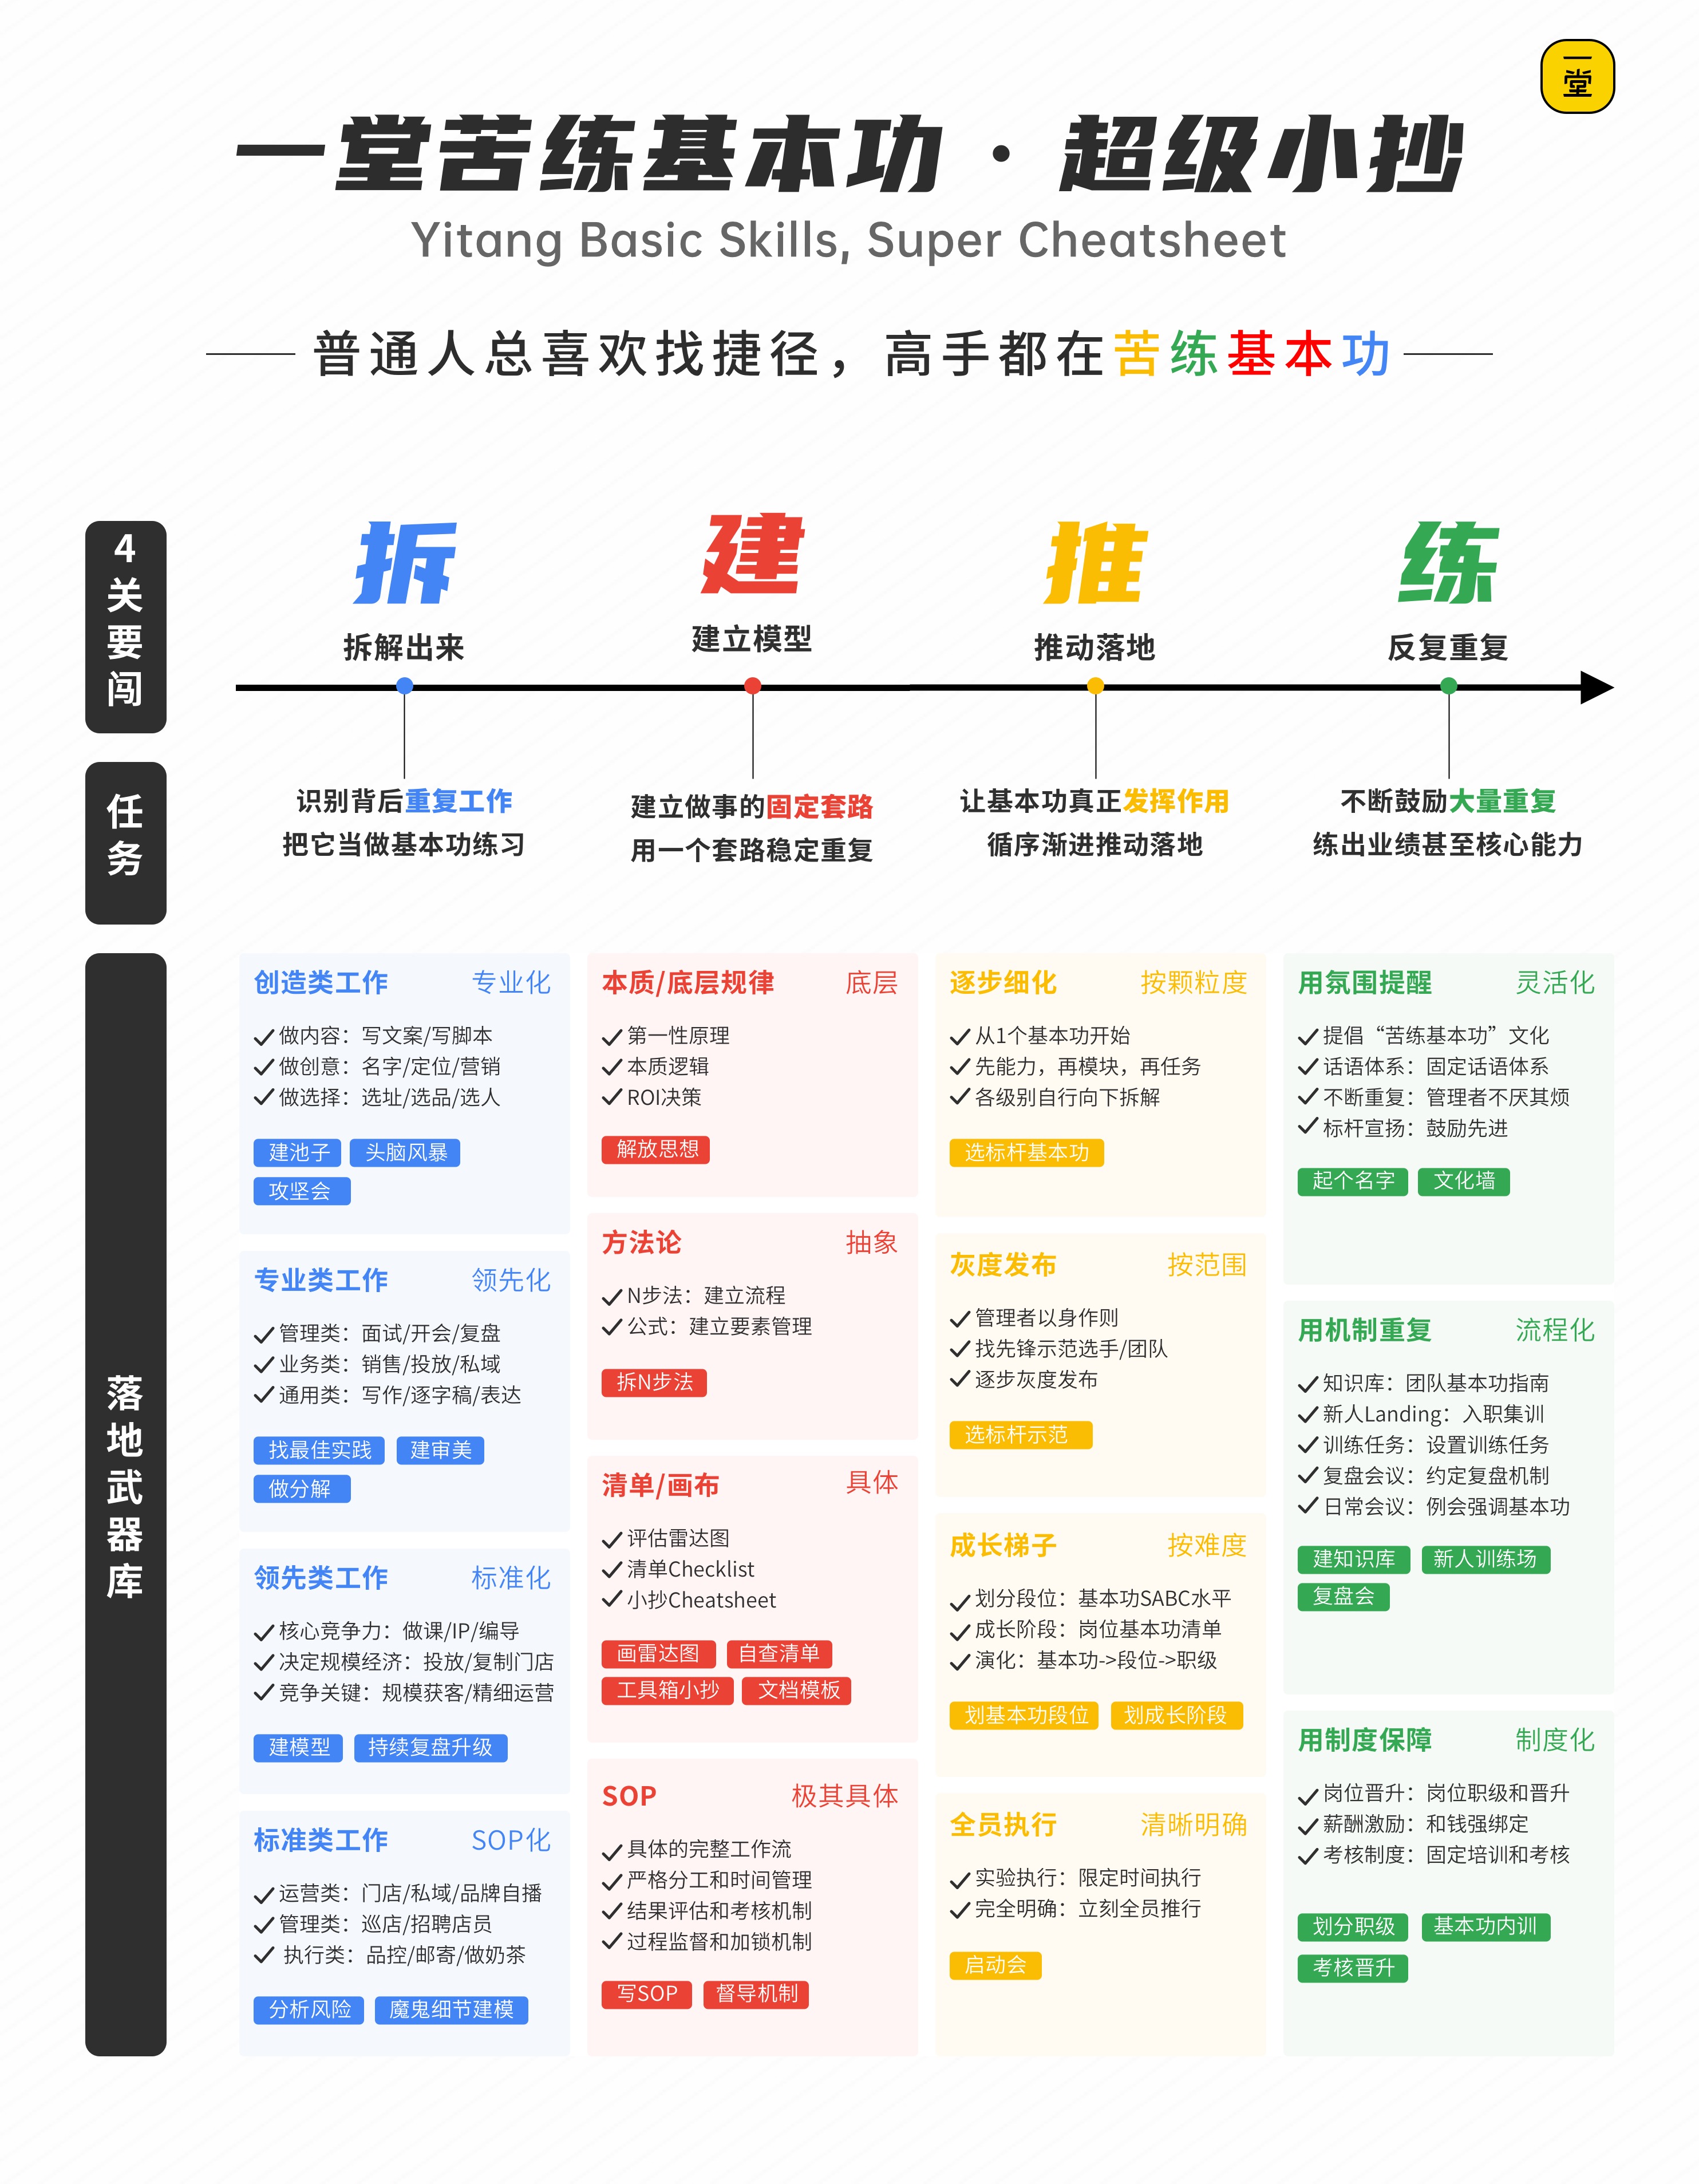 一堂
一堂苦练基本功 · 超级小抄
Yitang Basic Skills, Super Cheatsheet
普通人总喜欢找捷径，高手都在苦练基本功
4关要闯
拆
拆解出来
建
建立模型
推
推动落地
练
反复重复
任务
识别背后重复工作
把它当做基本功练习
建立做事的固定套路
用一个套路稳定重复
让基本功真正发挥作用
循序渐进推动落地
不断鼓励大量重复
练出业绩甚至核心能力
落地武器库
创造类工作 专业化
做内容：写文案/写脚本
做创意：名字/定位/营销
做选择：选址/选品/选人
建池子 头脑风暴
攻坚会
专业类工作 领先化
管理类：面试/开会/复盘
业务类：销售/投放/私域
通用类：写作/逐字稿/表达
找最佳实践 建审美
做分解
领先类工作 标准化
核心竞争力：做课/IP/编导
决定规模经济：投放/复制门店
竞争关键：规模获客/精细运营
建模型 持续复盘升级
标准类工作 SOP化
运营类：门店/私域/品牌自播
管理类：巡店/招聘店员
执行类：品控/邮寄/做奶茶
分析风险 魔鬼细节建模
本质/底层规律 底层
第一性原理
本质逻辑
ROI决策
解放思想
方法论 抽象
N步法：建立流程
公式：建立要素管理
拆N步法
清单/画布 具体
评估雷达图
清单Checklist
小抄Cheatsheet
画雷达图 自查清单
工具箱小抄 文档模板
SOP 极其具体
具体的完整工作流
严格分工和时间管理
结果评估和考核机制
过程监督和加锁机制
写SOP 督导机制
逐步细化 按颗粒度
从1个基本功开始
先能力，再模块，再任务
各级别自行向下拆解
选标杆基本功
灰度发布 按范围
管理者以身作则
找先锋示范选手/团队
逐步灰度发布
选标杆示范
成长梯子 按难度
划分段位：基本功SABC水平
成长阶段：岗位基本功清单
演化：基本功->段位->职级
划基本功段位 划成长阶段
全员执行 清晰明确
实验执行：限定时间执行
完全明确：立刻全员推行
启动会
用氛围提醒 灵活化
提倡“苦练基本功”文化
话语体系：固定话语体系
不断重复：管理者不厌其烦
标杆宣扬：鼓励先进
起个名字 文化墙
用机制重复 流程化
知识库：团队基本功指南
新人Landing：入职集训
训练任务：设置训练任务
复盘会议：约定复盘机制
日常会议：例会强调基本功
建知识库 新人训练场
复盘会
用制度保障 制度化
岗位晋升：岗位职级和晋升
薪酬激励：和钱强绑定
考核制度：固定培训和考核
划分职级 基本功内训
考核晋升